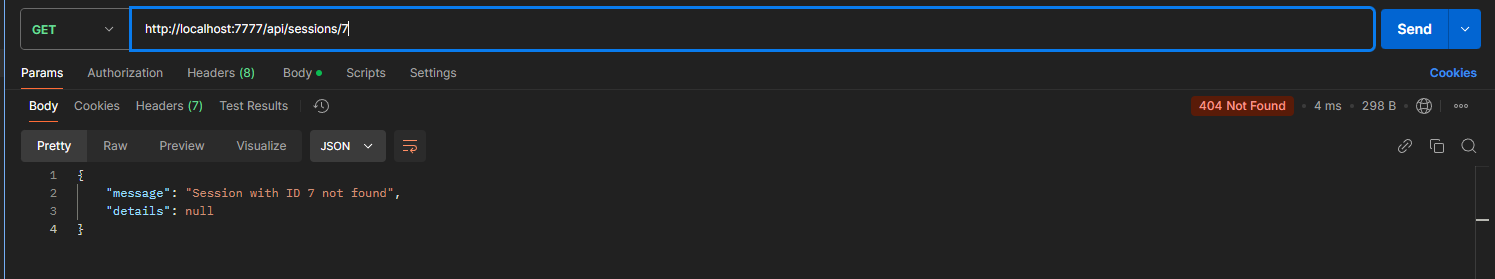 GET http://localhost:7777/api/sessions/7 Send
Params Authorization Headers (8) Body Scripts Settings Cookies
Body Cookies Headers (7) Test Results 404 Not Found 4 ms 298 B
Pretty Raw Preview Visualize JSON
1 {
2 "message": "Session with ID 7 not found",
3 "details": null
4 }